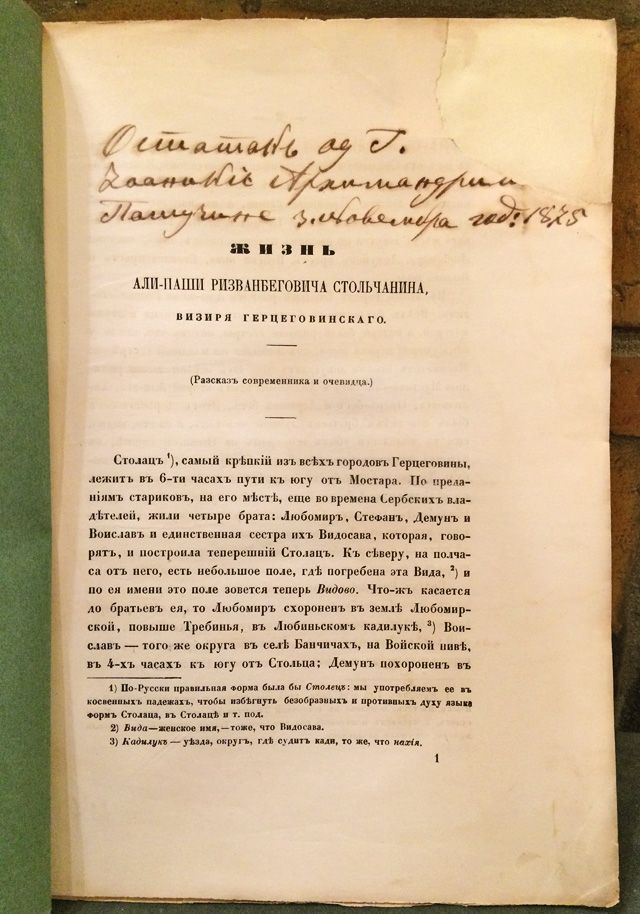 Остатакъ од Г.
Іоаникіе Архимандрит
Памучине 3. Новембра год: 1875
ЖИЗНЬ
АЛИ-ПАШИ РИЗВАНБЕГОВИЧА СТОЛЬЧАНИНА,
ВИЗИРЯ ГЕРЦЕГОВИНСКАГО.
(Разсказъ современника и очевидца.)
Столацъ ¹), самый крѣпкій изъ всѣхъ городовъ Герцеговины,
лежитъ въ 6-ти часахъ пути къ югу отъ Мостара. По преда-
ніямъ стариковъ, на его мѣстѣ, еще во времена Сербскихъ вла-
дѣтелей, жили четыре брата: Любомиръ, Стефанъ, Демунъ и
Воиславъ и единственная сестра ихъ Видосава, которая, гово-
рятъ, и построила теперешній Столацъ. Къ сѣверу, на полча-
са отъ него, есть небольшое поле, гдѣ погребена эта Вида, ²) и
по ея имени это поле зовется теперь Видово. Что-жъ касается
до братьевъ ея, то Любомиръ схороненъ въ землѣ Любомир-
ской, повыше Требинья, въ Любиньскомъ кадилукѣ, ³) Вои-
славъ — того же округа въ селѣ Банчичахъ, на Войской нивѣ,
въ 4-хъ часахъ къ югу отъ Стольца; Демунъ похороненъ въ
1) По-Русски правильная форма была бы Столецъ: мы употребляемъ ее въ
косвенныхъ падежахъ, чтобы избѣгнуть безобразныхъ и противныхъ духу языка
формъ Столаца, въ Столацѣ и т. под.
2) Вида—женское имя,—тоже, что Видосава.
3) Кадилукъ — уѣздъ, округъ, гдѣ судитъ кади, то же, что нахія.
1